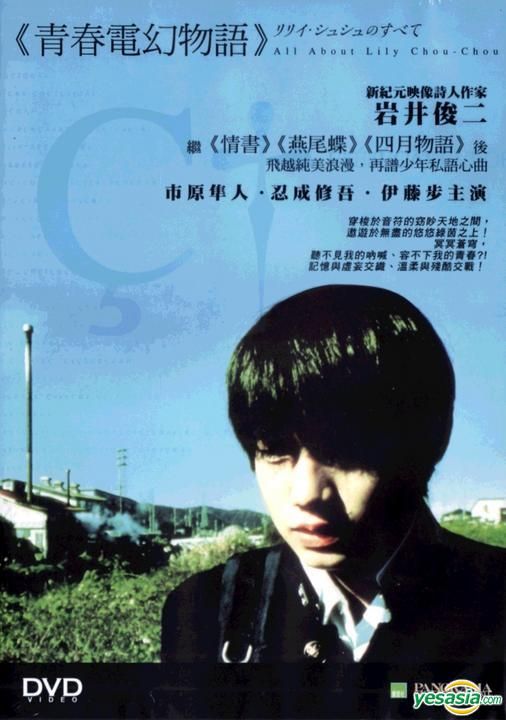 《青春電幻物語》リリイ・シュシュのすべて
All About Lily Chou-Chou
新紀元映像詩人作家
岩井俊二
繼《情書》《燕尾蝶》《四月物語》後
飛越純美浪漫，再譜少年私語心曲
市原隼人・忍成修吾・伊藤步主演
穿梭於音符的窈眇天地之間，
遨遊於無盡的悠悠綠茵之上！
冥冥蒼穹，
聽不見我的吶喊、容不下我的青春?!
記憶與虛妄交織、溫柔與殘酷交戰！
Çi
DVD
VIDEO
PANORAMA
yesasia.com